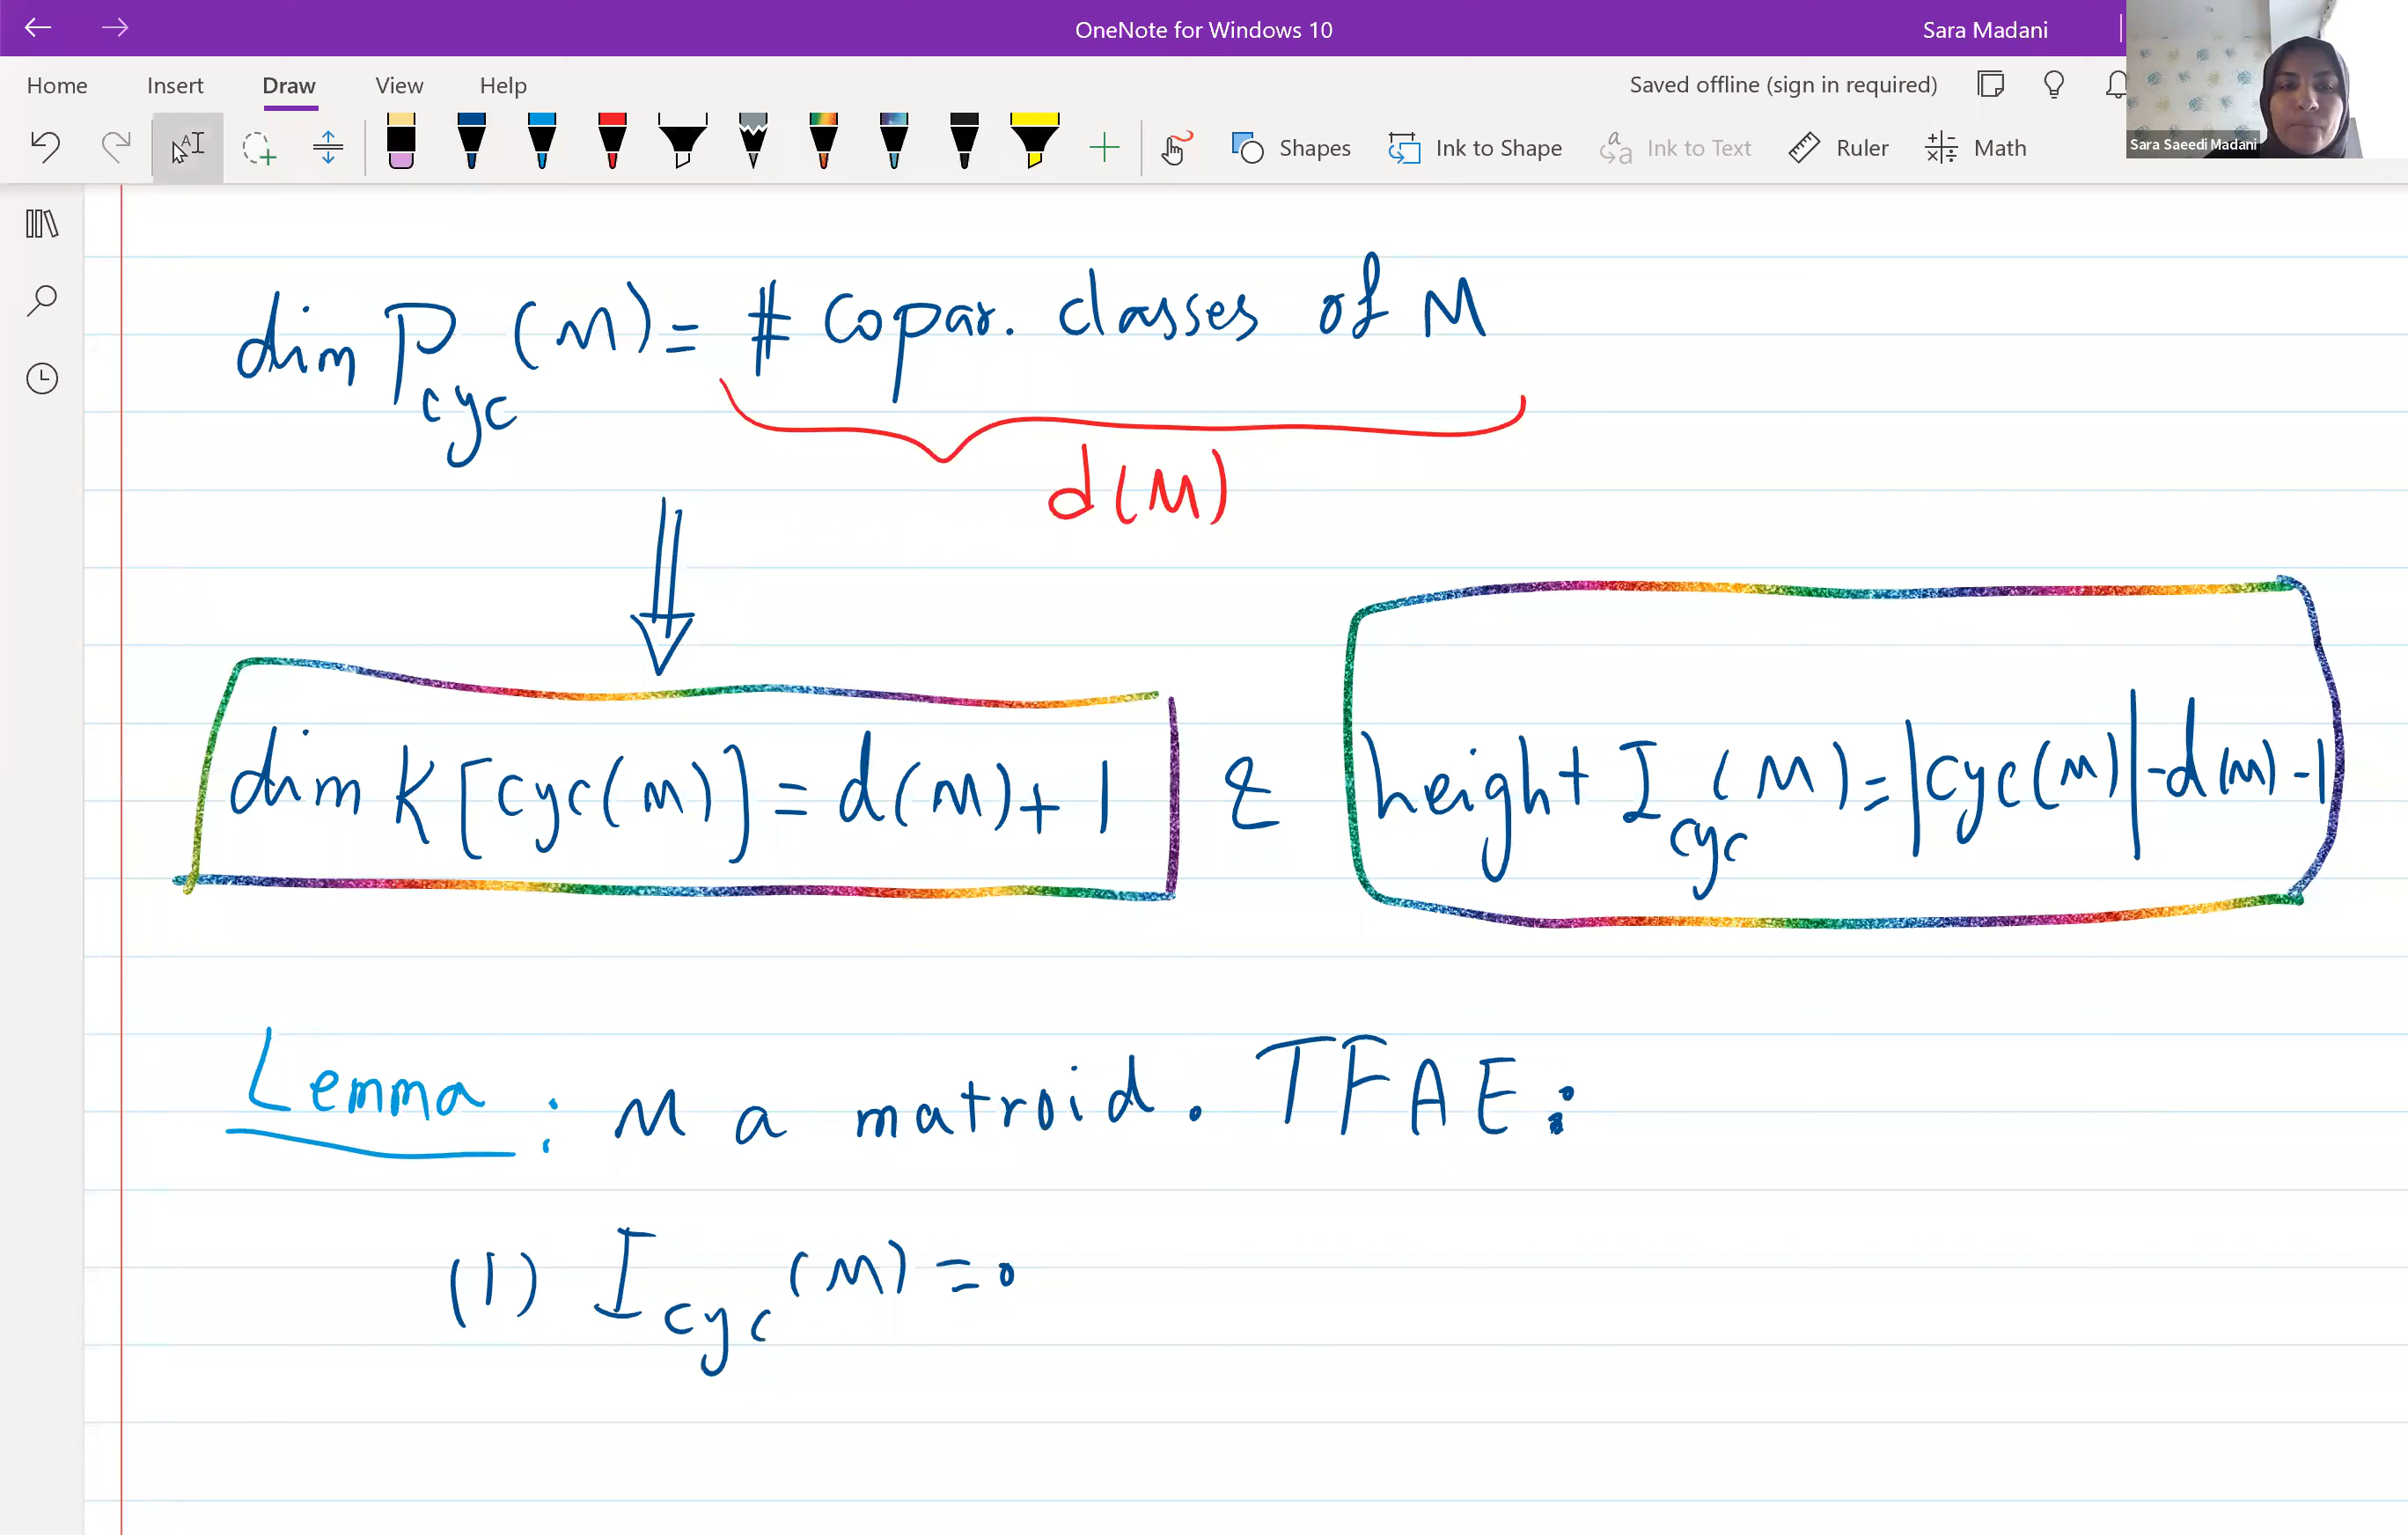 OneNote for Windows 10
Sara Madani
Home Insert Draw View Help
Saved offline (sign in required)
Shapes Ink to Shape Ink to Text Ruler Math
Sara Saeedi Madani
dim P_cyc (M) = # copar. classes of M
d(M)
dim K[cyc(M)] = d(M)+1 & height I_cyc (M) = |cyc(M)| - d(M) - 1
Lemma : M a matroid. TFAE:
(1) I_cyc (M) = 0